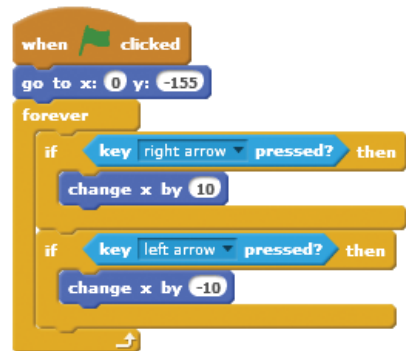 when clicked
go to x: 0 y: -155
forever
if key right arrow pressed? then
change x by 10
if key left arrow pressed? then
change x by -10